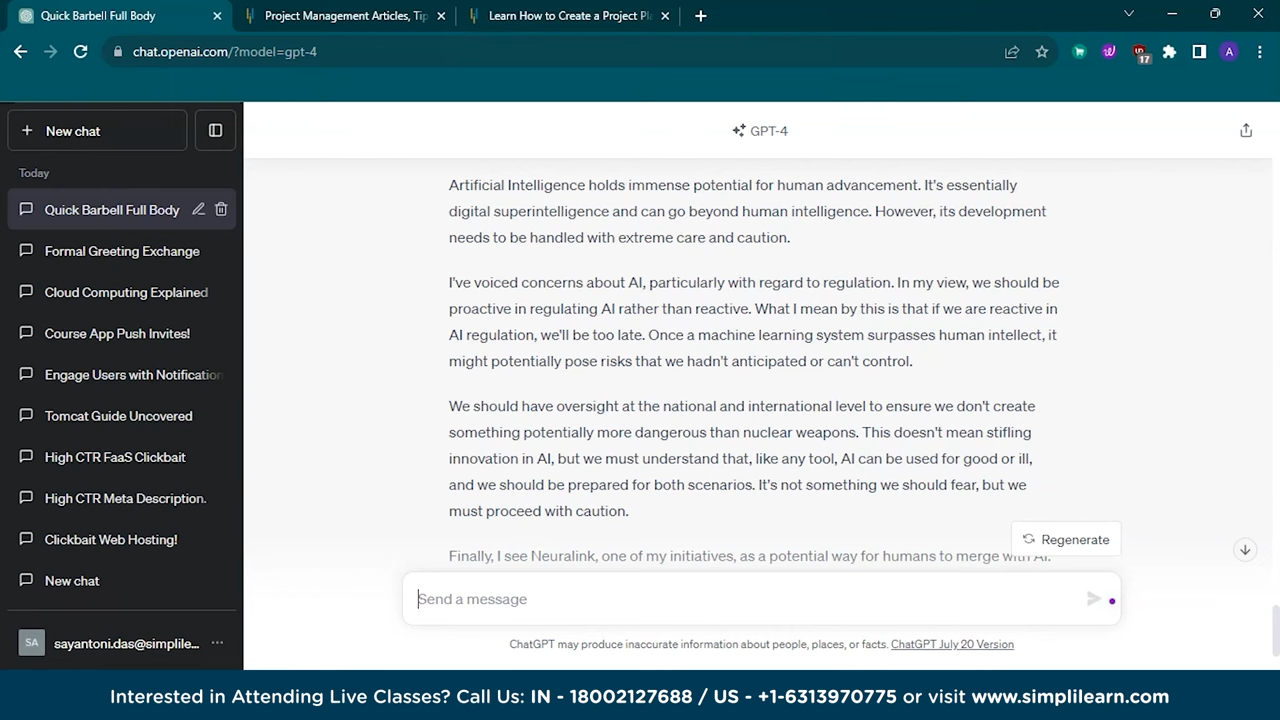 Quick Barbell Full Body
Project Management Articles, Tip
Learn How to Create a Project Pla
chat.openai.com/?model=gpt-4
17
A
New chat
GPT-4
Today
Quick Barbell Full Body
Formal Greeting Exchange
Cloud Computing Explained
Course App Push Invites!
Engage Users with Notification
Tomcat Guide Uncovered
High CTR FaaS Clickbait
High CTR Meta Description.
Clickbait Web Hosting!
New chat
SA
sayantoni.das@simplile...
Artificial Intelligence holds immense potential for human advancement. It's essentially
digital superintelligence and can go beyond human intelligence. However, its development
needs to be handled with extreme care and caution.
I've voiced concerns about AI, particularly with regard to regulation. In my view, we should be
proactive in regulating AI rather than reactive. What I mean by this is that if we are reactive in
AI regulation, we'll be too late. Once a machine learning system surpasses human intellect, it
might potentially pose risks that we hadn't anticipated or can't control.
We should have oversight at the national and international level to ensure we don't create
something potentially more dangerous than nuclear weapons. This doesn't mean stifling
innovation in AI, but we must understand that, like any tool, AI can be used for good or ill,
and we should be prepared for both scenarios. It's not something we should fear, but we
must proceed with caution.
Finally, I see Neuralink, one of my initiatives, as a potential way for humans to merge with AI.
Regenerate
Send a message
ChatGPT may produce inaccurate information about people, places, or facts. ChatGPT July 20 Version
Interested in Attending Live Classes? Call Us: IN - 18002127688 / US - +1-6313970775 or visit www.simplilearn.com